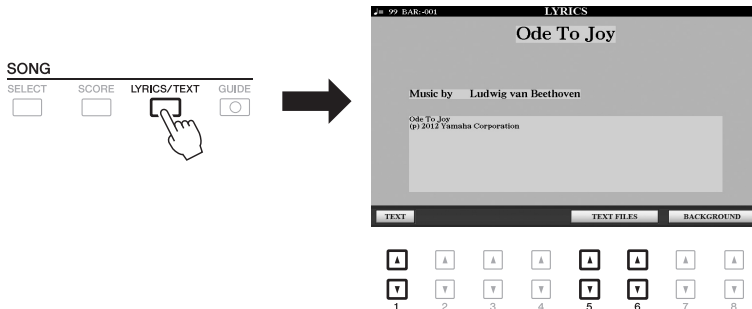 SONG
SELECT SCORE LYRICS/TEXT GUIDE
♩= 99 BAR:-001 LYRICS
Ode To Joy
Music by Ludwig van Beethoven
Ode To Joy
(p) 2012 Yamaha Corporation
TEXT TEXT FILES BACKGROUND
1 2 3 4 5 6 7 8